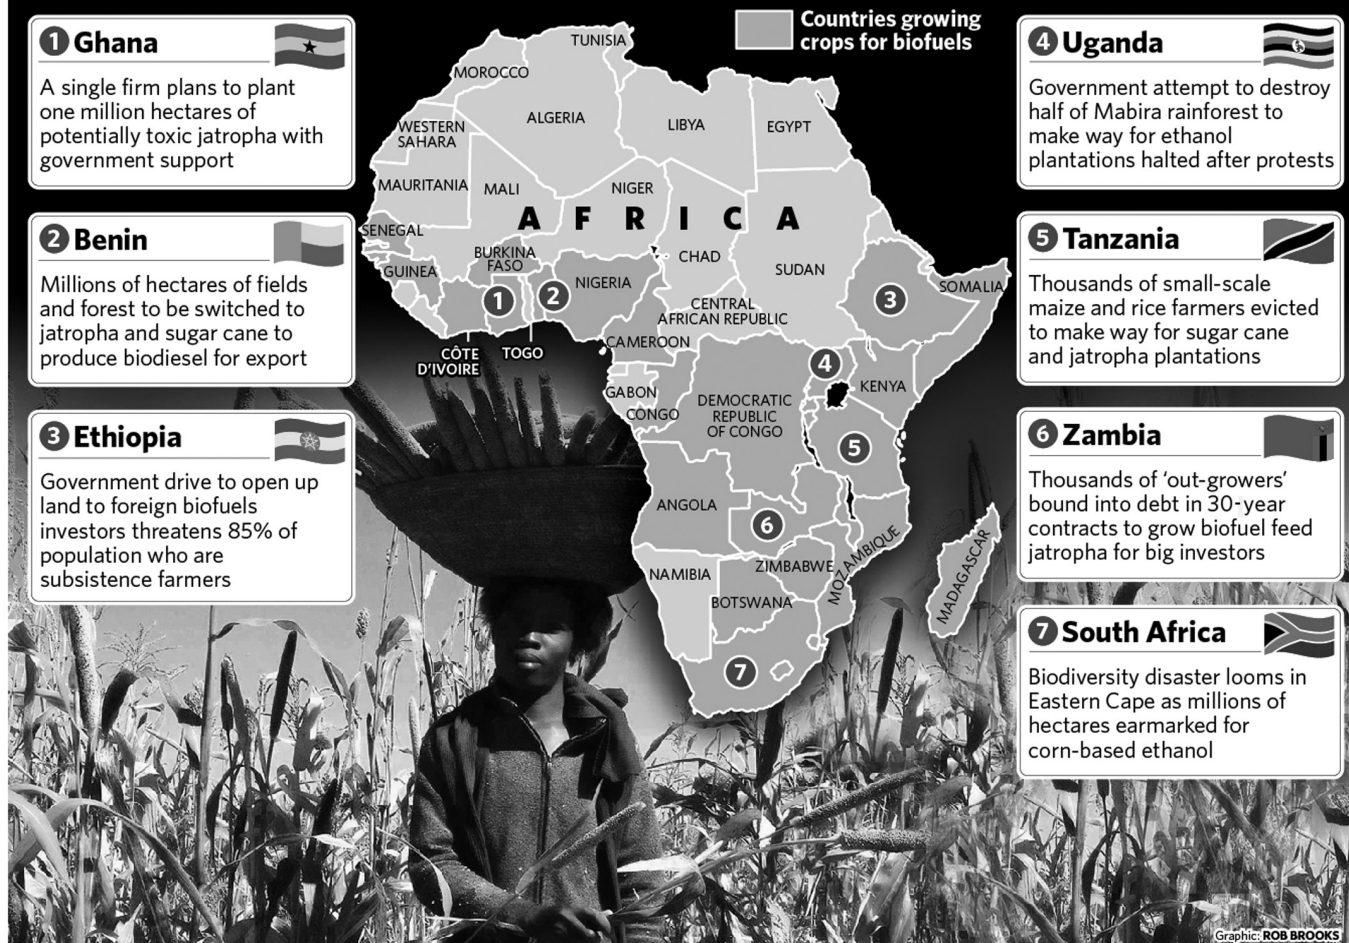 Countries growing
crops for biofuels
1 Ghana
A single firm plans to plant
one million hectares of
potentially toxic jatropha with
government support
2 Benin
Millions of hectares of fields
and forest to be switched to
jatropha and sugar cane to
produce biodiesel for export
3 Ethiopia
Government drive to open up
land to foreign biofuels
investors threatens 85% of
population who are
subsistence farmers
4 Uganda
Government attempt to destroy
half of Mabira rainforest to
make way for ethanol
plantations halted after protests
5 Tanzania
Thousands of small-scale
maize and rice farmers evicted
to make way for sugar cane
and jatropha plantations
6 Zambia
Thousands of ‘out-growers’
bound into debt in 30-year
contracts to grow biofuel feed
jatropha for big investors
7 South Africa
Biodiversity disaster looms in
Eastern Cape as millions of
hectares earmarked for
corn-based ethanol
TUNISIA
MOROCCO
ALGERIA
LIBYA
EGYPT
WESTERN
SAHARA
MAURITANIA
MALI
NIGER
AFRICA
SENEGAL
BURKINA
FASO
CHAD
SUDAN
GUINEA
NIGERIA
SOMALIA
1
2
3
CENTRAL
AFRICAN REPUBLIC
CAMEROON
CÔTE
D'IVOIRE
TOGO
4
KENYA
GABON
CONGO
DEMOCRATIC
REPUBLIC
OF CONGO
5
ANGOLA
6
MOZAMBIQUE
MADAGASCAR
NAMIBIA
ZIMBABWE
BOTSWANA
7
Graphic: ROB BROOKS